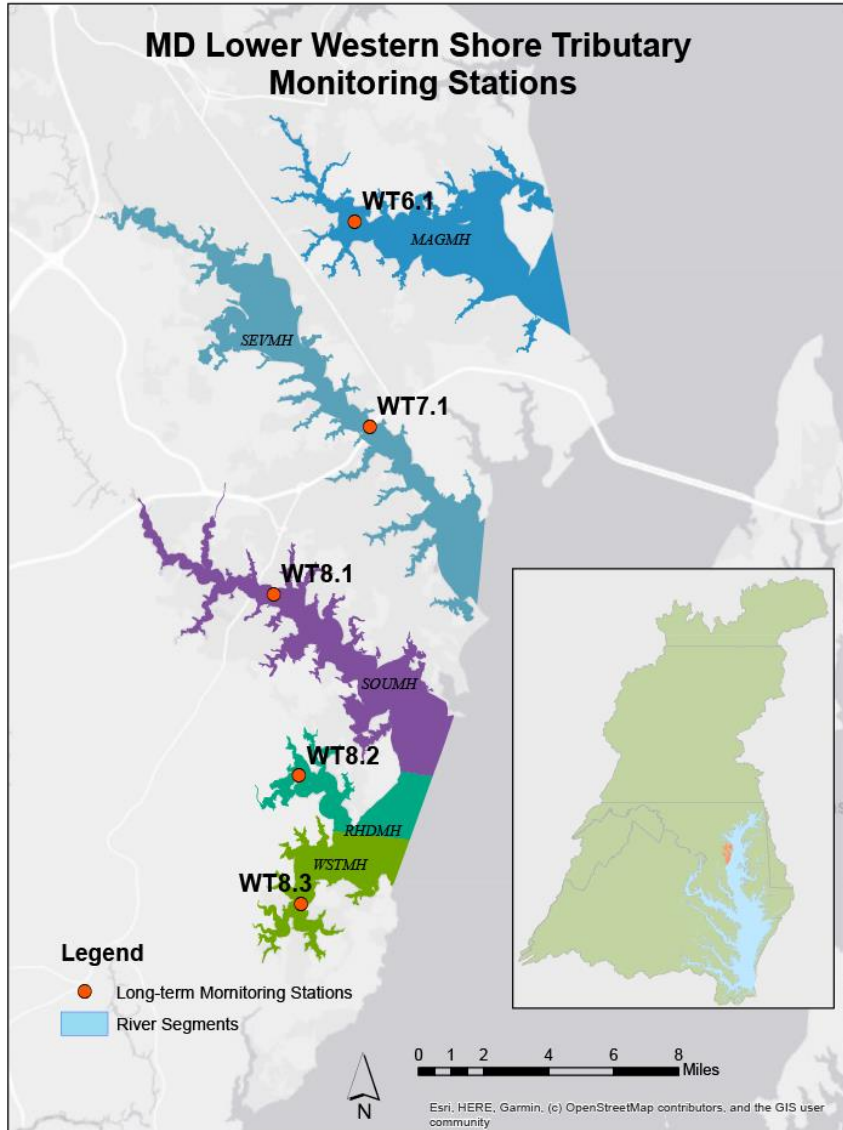 MD Lower Western Shore Tributary
Monitoring Stations
WT6.1
MAGMH
SEVMH
WT7.1
WT8.1
SOUMH
WT8.2
RHDMH
WSTMH
WT8.3
Legend
Long-term Mornitoring Stations
River Segments
N
0 1 2 4 6 8
Miles
Esri, HERE, Garmin, (c) OpenStreetMap contributors, and the GIS user
community